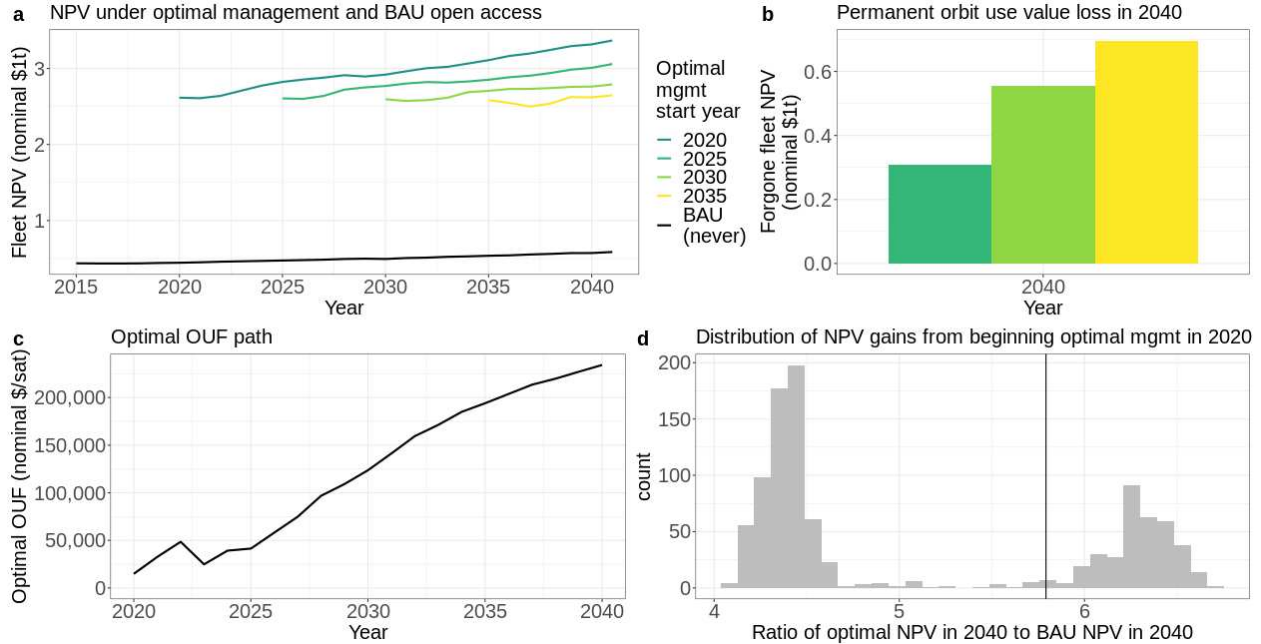 a NPV under optimal management and BAU open access
Fleet NPV (nominal $1t)
3
2
1
2015 2020 2025 2030 2035 2040
Year
Optimal
mgmt
start year
2020
2025
2030
2035
BAU
(never)
b Permanent orbit use value loss in 2040
Forgone fleet NPV
(nominal $1t)
0.6
0.4
0.2
0.0
2040
Year
c Optimal OUF path
Optimal OUF (nominal $/sat)
200,000
150,000
100,000
50,000
0
2020 2025 2030 2035 2040
Year
d Distribution of NPV gains from beginning optimal mgmt in 2020
count
200
150
100
50
0
4 5 6
Ratio of optimal NPV in 2040 to BAU NPV in 2040